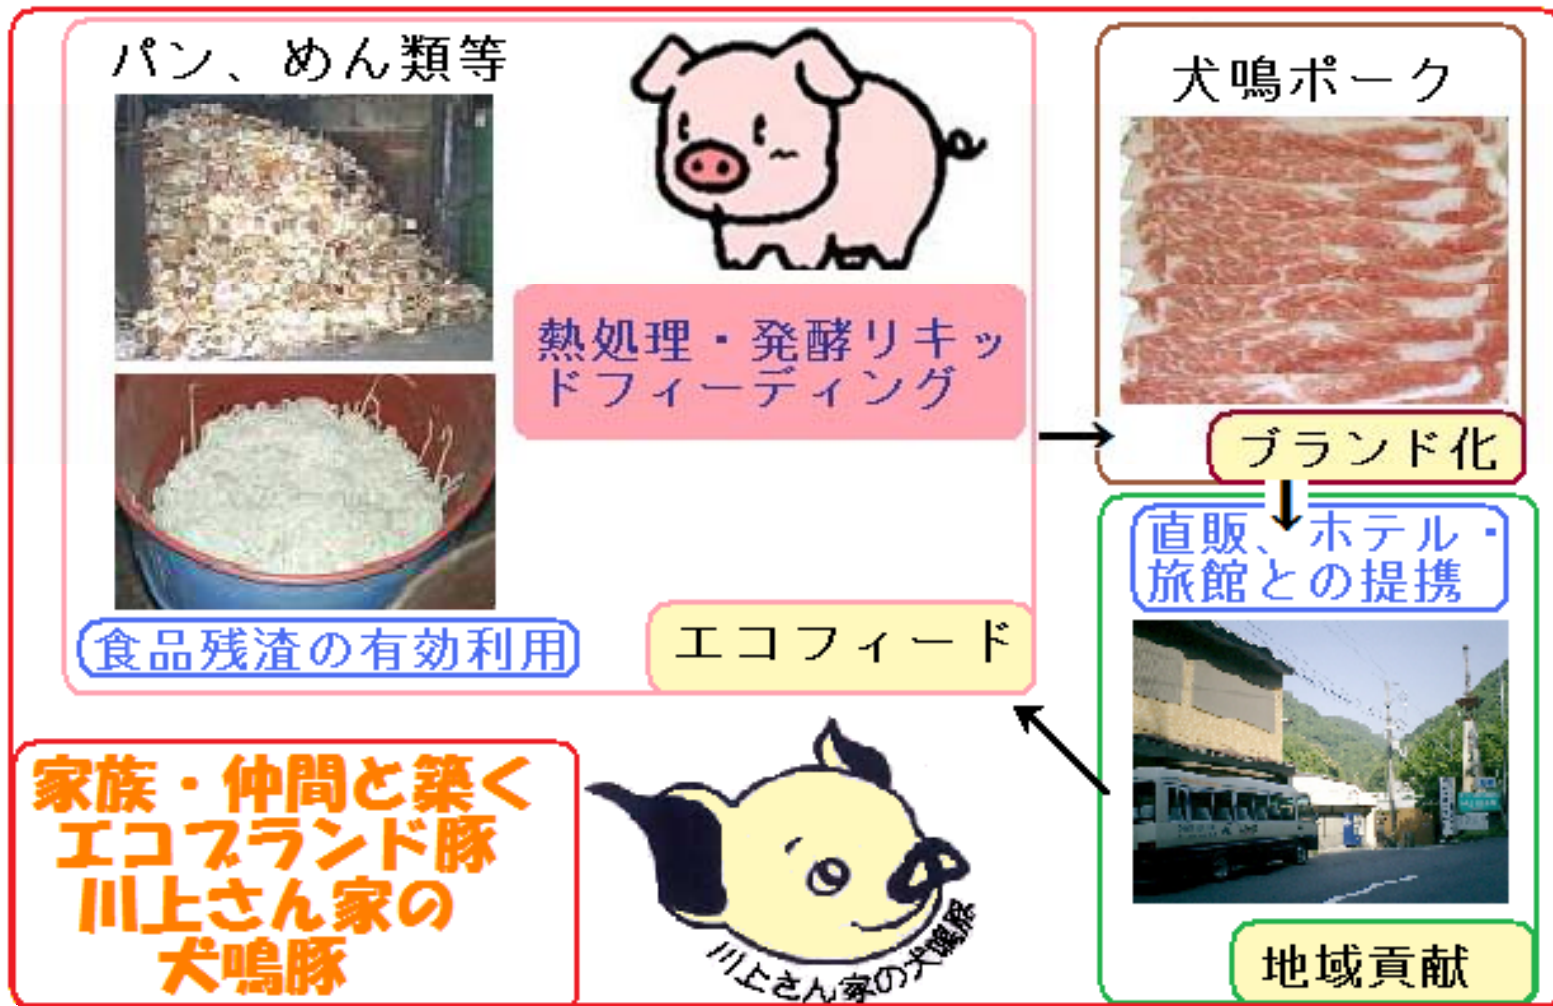 パン、めん類等
熱処理・発酵リキッ
ドフィーディング
食品残渣の有効利用
エコフィード
犬鳴ポーク
ブランド化
直販、ホテル・
旅館との提携
地域貢献
家族・仲間と築く
エコブランド豚
川上さん家の
犬鳴豚
川上さん家の犬鳴豚